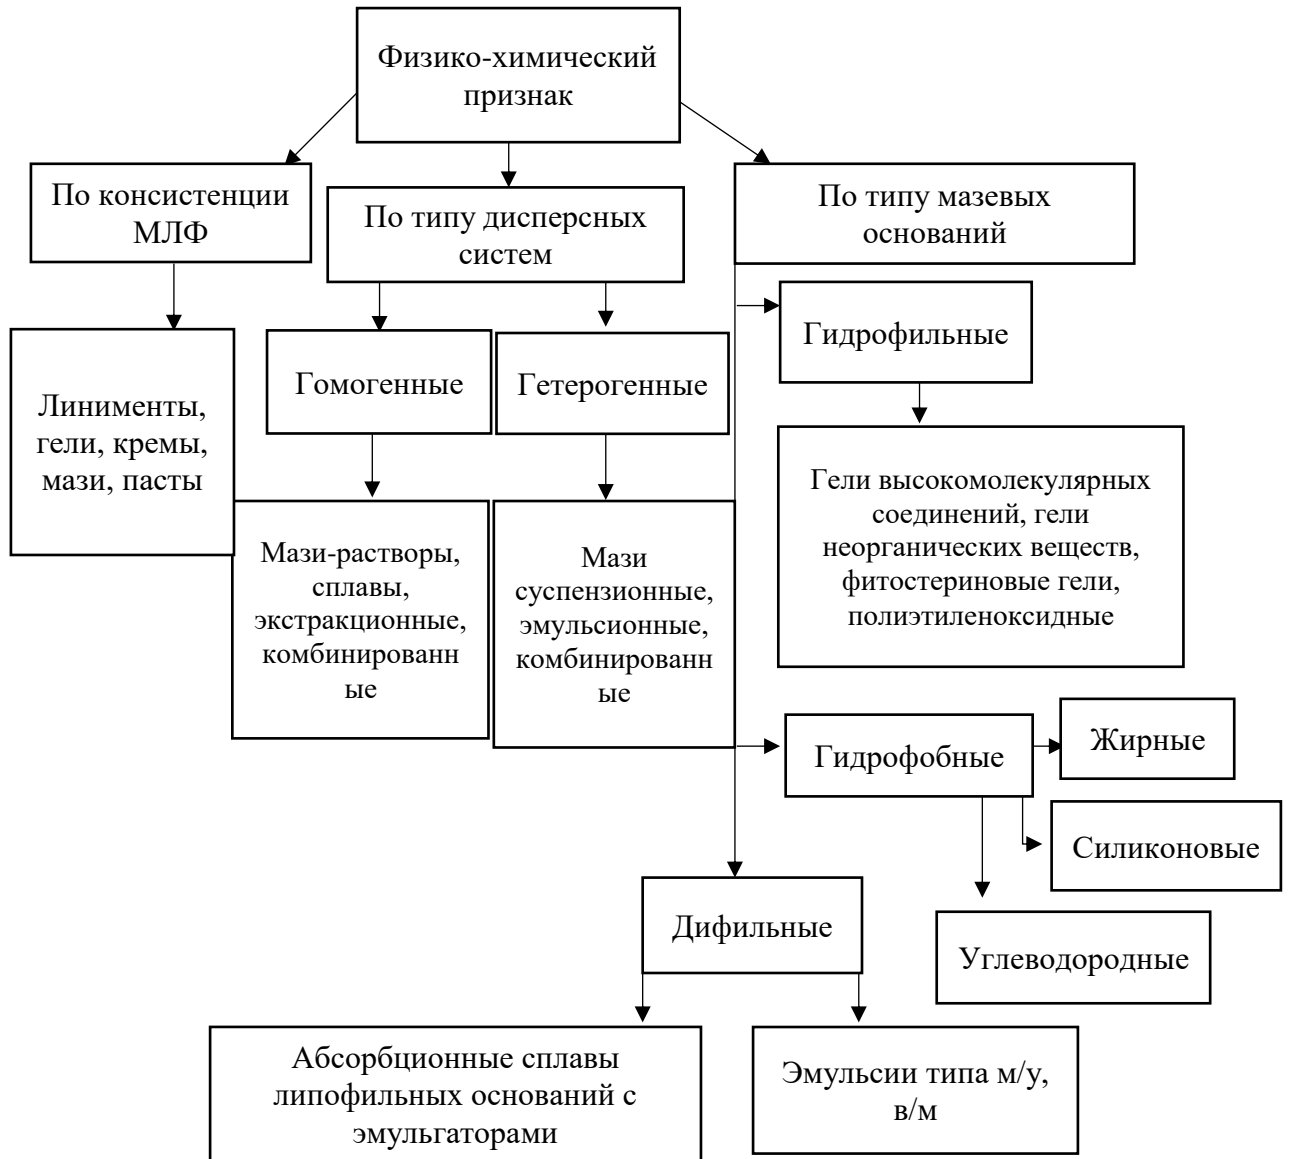 Физико-химический
признак
По консистенции
МЛФ
По типу дисперсных
систем
По типу мазевых
оснований
Линименты,
гели, кремы,
мази, пасты
Гомогенные
Гетерогенные
Гидрофильные
Мази-растворы,
сплавы,
экстракционные,
комбинированн
ые
Мази
суспензионные,
эмульсионные,
комбинированн
ые
Гели высокомолекулярных
соединений, гели
неорганических веществ,
фитостериновые гели,
полиэтиленоксидные
Гидрофобные
Жирные
Силиконовые
Углеводородные
Дифильные
Абсорбционные сплавы
липофильных оснований с
эмульгаторами
Эмульсии типа м/у,
в/м